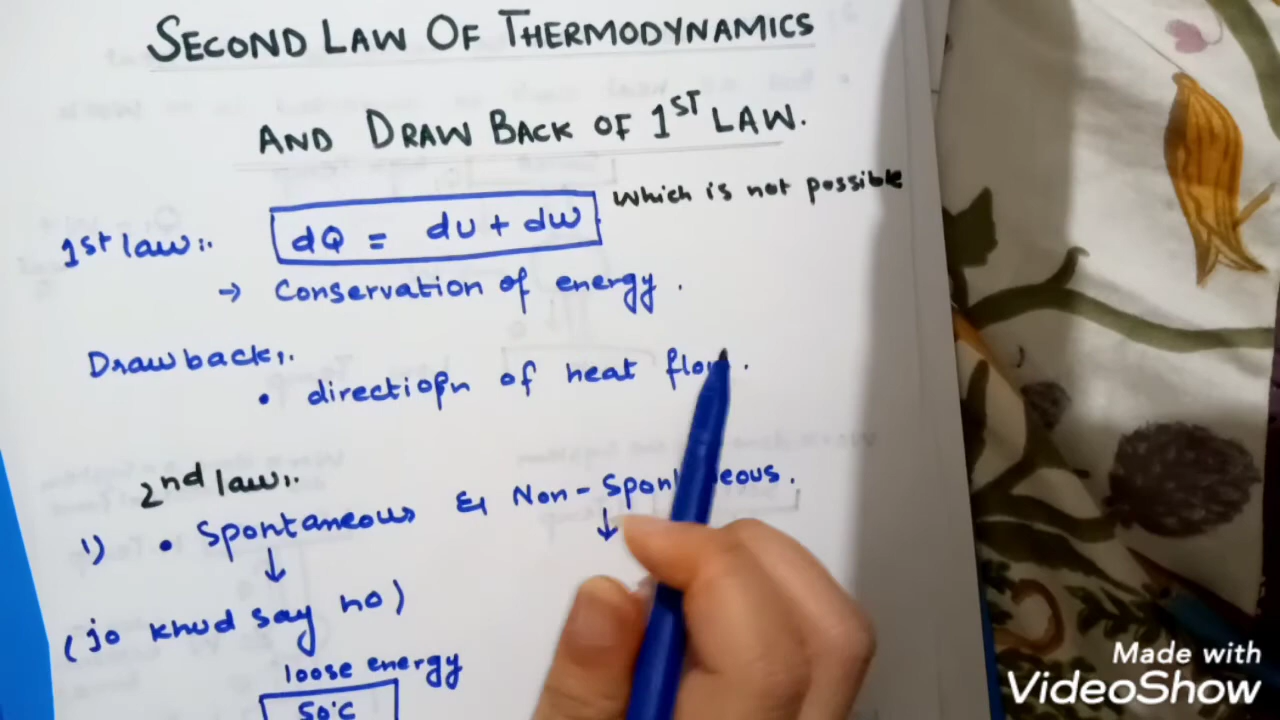 SECOND LAW OF THERMODYNAMICS
AND DRAW BACK OF 1ST LAW.
which is not possible
1st law:. dQ = dU + dW
→ Conservation of energy.
Drawback:.
• directiopn of heat flow.
2nd law:.
1) • Spontaneous & Non-Spontaneous.
↓ ↓
(jo khud say ho)
loose energy
50°C
Made with
VideoShow